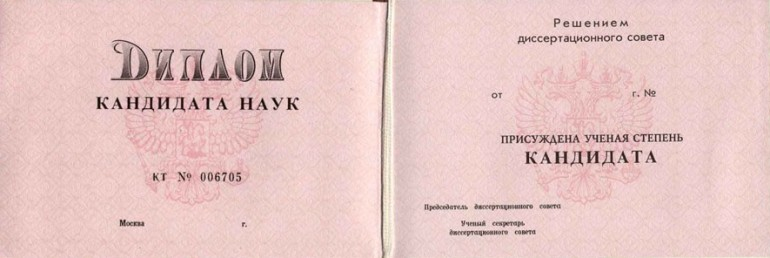 ДИПЛОМ
КАНДИДАТА НАУК
КТ № 006705
Москва г.
Решением
диссертационного совета
от г. №
ПРИСУЖДЕНА УЧЕНАЯ СТЕПЕНЬ
КАНДИДАТА
Председатель диссертационного совета
Ученый секретарь
диссертационного совета